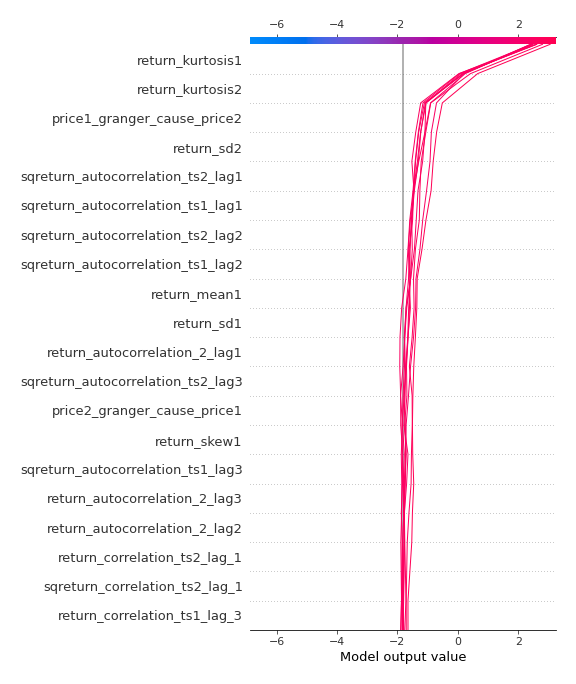 −6 −4 −2 0 2
return_kurtosis1
return_kurtosis2
price1_granger_cause_price2
return_sd2
sqreturn_autocorrelation_ts2_lag1
sqreturn_autocorrelation_ts1_lag1
sqreturn_autocorrelation_ts2_lag2
sqreturn_autocorrelation_ts1_lag2
return_mean1
return_sd1
return_autocorrelation_2_lag1
sqreturn_autocorrelation_ts2_lag3
price2_granger_cause_price1
return_skew1
sqreturn_autocorrelation_ts1_lag3
return_autocorrelation_2_lag3
return_autocorrelation_2_lag2
return_correlation_ts2_lag_1
sqreturn_correlation_ts2_lag_1
return_correlation_ts1_lag_3
−6 −4 −2 0 2
Model output value